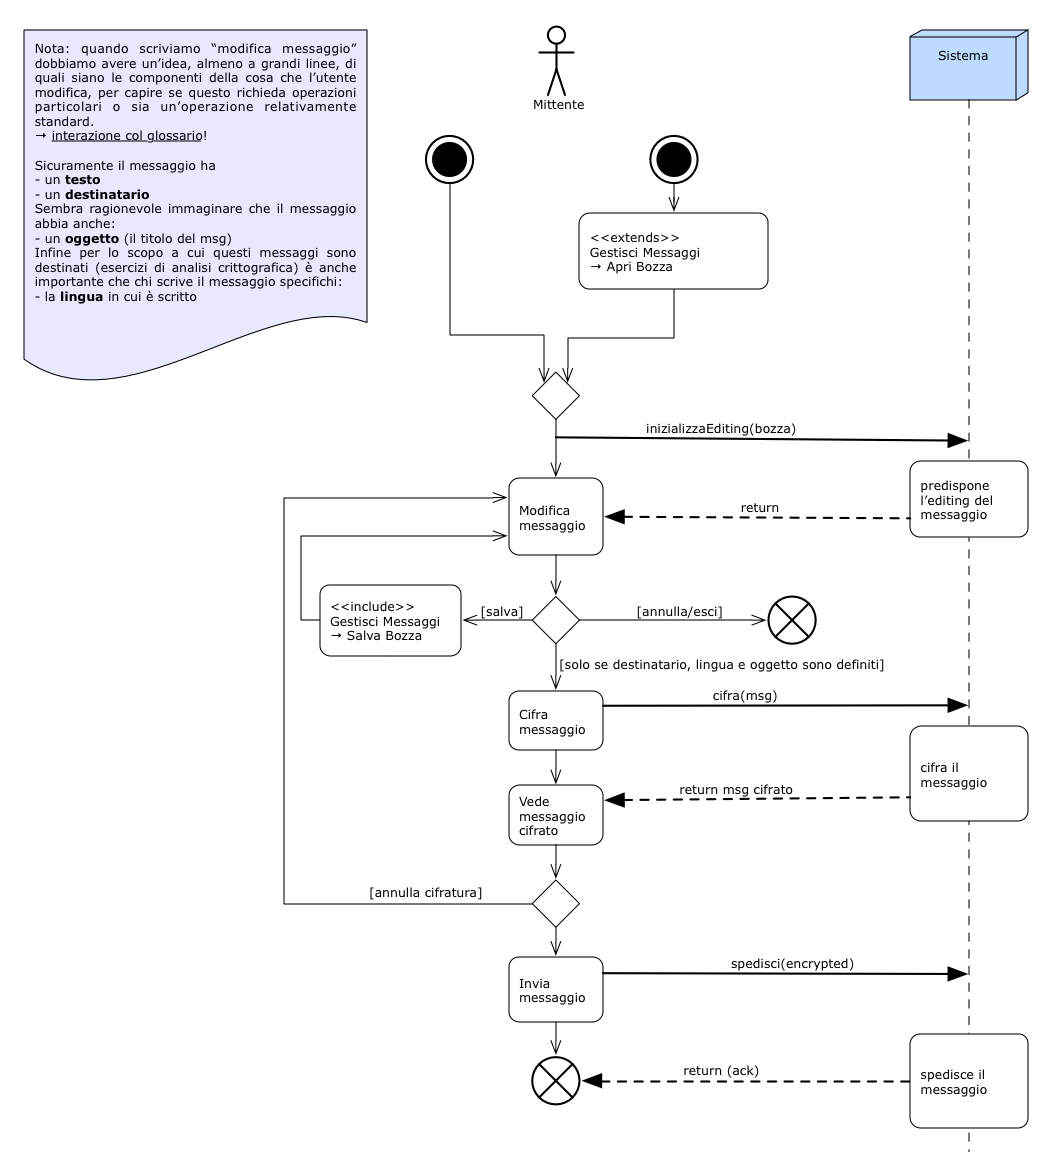 Nota: quando scriviamo “modifica messaggio”
dobbiamo avere un’idea, almeno a grandi linee, di
quali siano le componenti della cosa che l’utente
modifica, per capire se questo richieda operazioni
particolari o sia un’operazione relativamente
standard.
→ interazione col glossario!
Sicuramente il messaggio ha
- un testo
- un destinatario
Sembra ragionevole immaginare che il messaggio
abbia anche:
- un oggetto (il titolo del msg)
Infine per lo scopo a cui questi messaggi sono
destinati (esercizi di analisi crittografica) è anche
importante che chi scrive il messaggio specifichi:
- la lingua in cui è scritto
Mittente
Sistema
<<extends>>
Gestisci Messaggi
→ Apri Bozza
inizializzaEditing(bozza)
predispone
l’editing del
messaggio
return
Modifica
messaggio
<<include>>
Gestisci Messaggi
→ Salva Bozza
[salva]
[annulla/esci]
[solo se destinatario, lingua e oggetto sono definiti]
Cifra
messaggio
cifra(msg)
cifra il
messaggio
return msg cifrato
Vede
messaggio
cifrato
[annulla cifratura]
Invia
messaggio
spedisci(encrypted)
spedisce il
messaggio
return (ack)